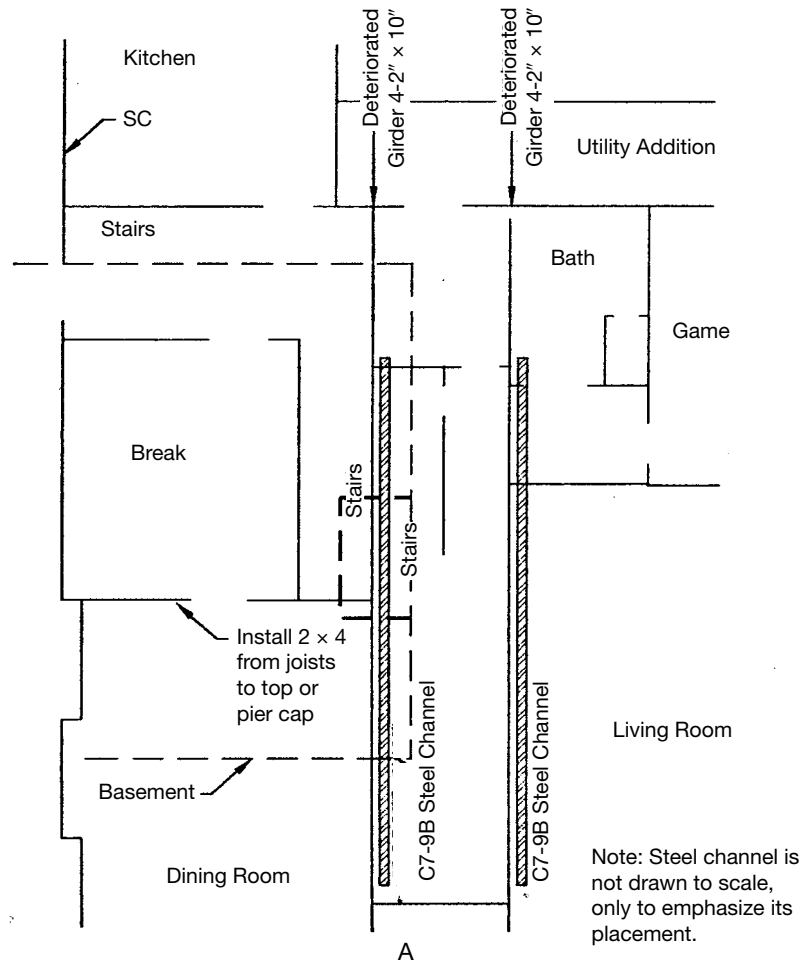 Kitchen
SC
Deteriorated
Girder 4-2″ × 10″
Deteriorated
Girder 4-2″ × 10″
Utility Addition
Stairs
Bath
Game
Break
Stairs
Stairs
Install 2 × 4
from joists
to top or
pier cap
C7-9B Steel Channel
C7-9B Steel Channel
Living Room
Basement
Dining Room
Note: Steel channel is
not drawn to scale,
only to emphasize its
placement.
A